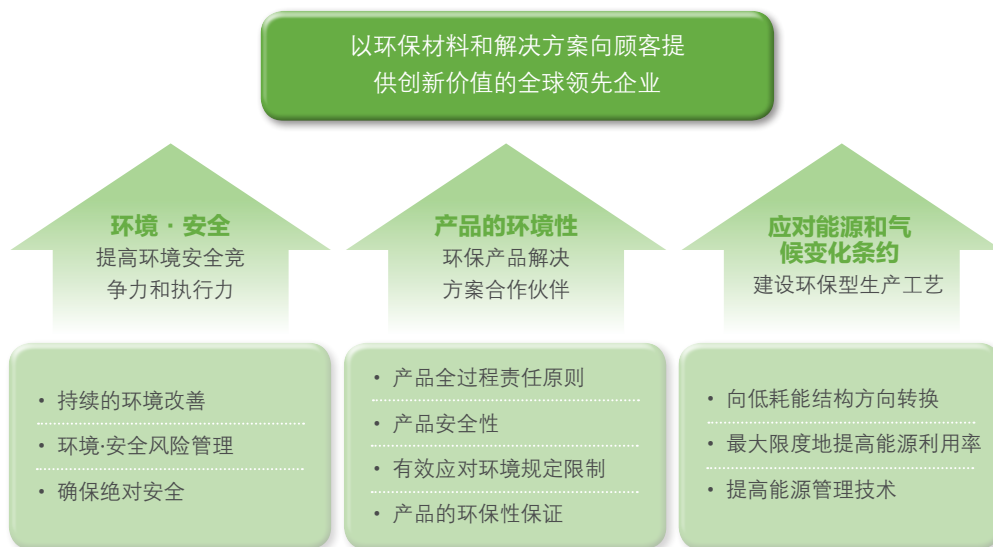 以环保材料和解决方案向顾客提
供创新价值的全球领先企业
环境 · 安全
提高环境安全竞
争力和执行力
产品的环境性
环保产品解决
方案合作伙伴
应对能源和气
候变化条约
建设环保型生产工艺
• 持续的环境改善
• 环境·安全风险管理
• 确保绝对安全
• 产品全过程责任原则
• 产品安全性
• 有效应对环境规定限制
• 产品的环保性保证
• 向低耗能结构方向转换
• 最大限度地提高能源利用率
• 提高能源管理技术